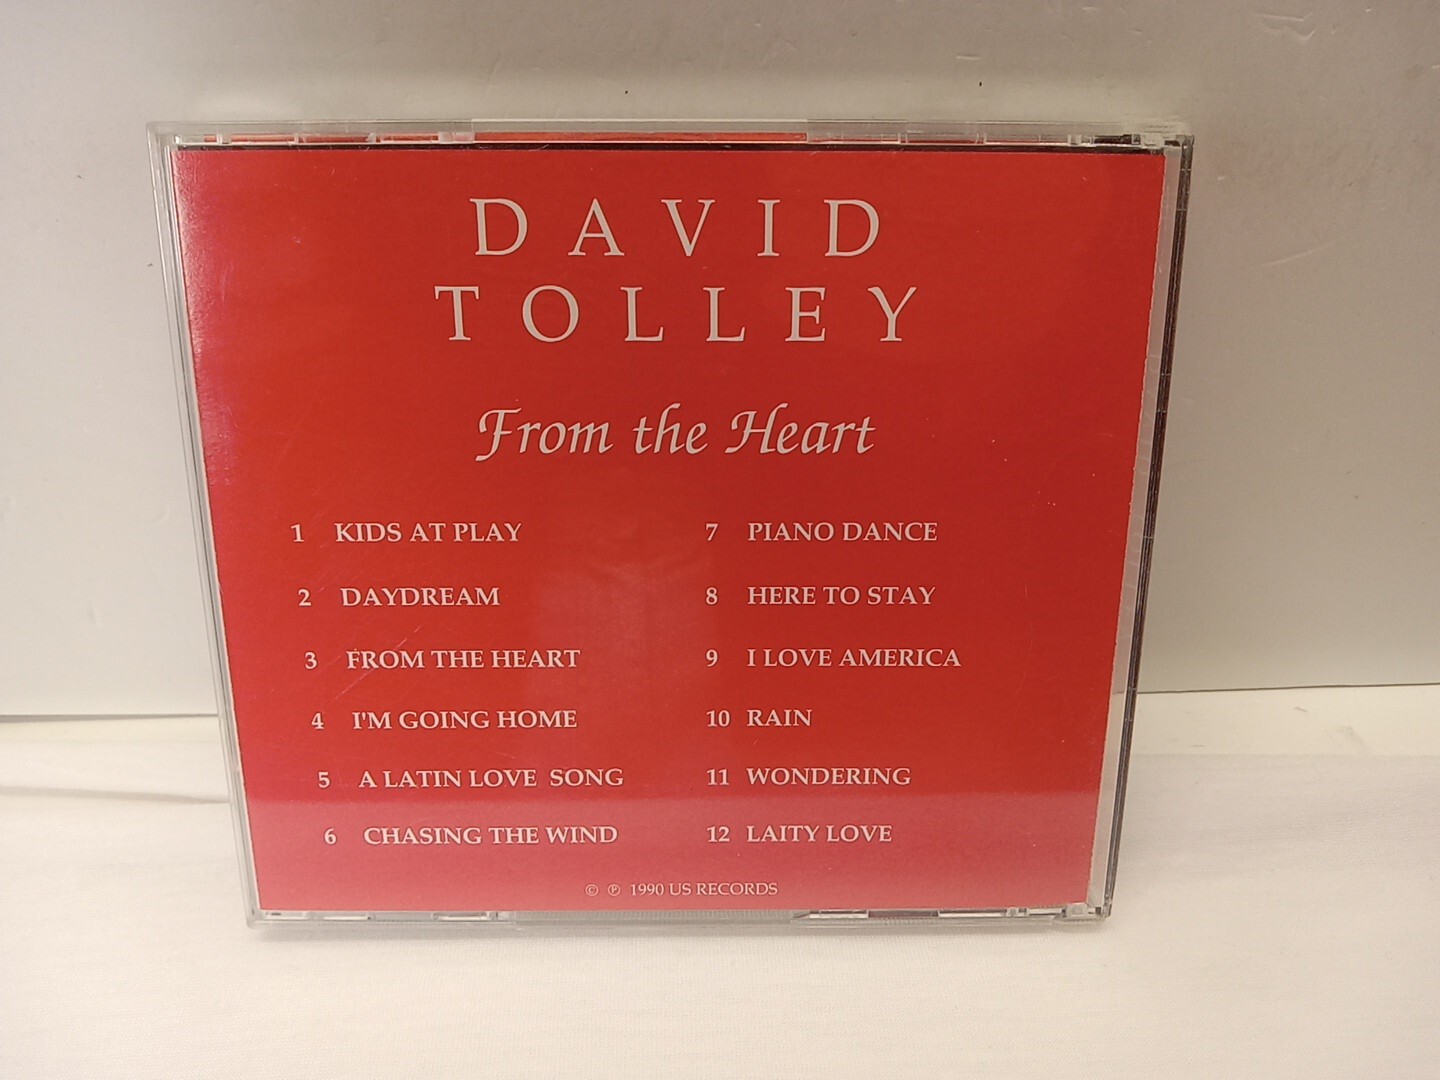 DAVID
TOLLEY
From the Heart
1 KIDS AT PLAY
2 DAYDREAM
3 FROM THE HEART
4 I'M GOING HOME
5 A LATIN LOVE SONG
6 CHASING THE WIND
7 PIANO DANCE
8 HERE TO STAY
9 I LOVE AMERICA
10 RAIN
11 WONDERING
12 LAITY LOVE
© ℗ 1990 US RECORDS